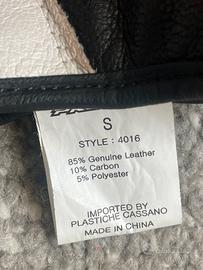 S
STYLE : 4016
85% Genuine Leather
10% Carbon
5% Polyester
IMPORTED BY
PLASTICHE CASSANO
MADE IN CHINA